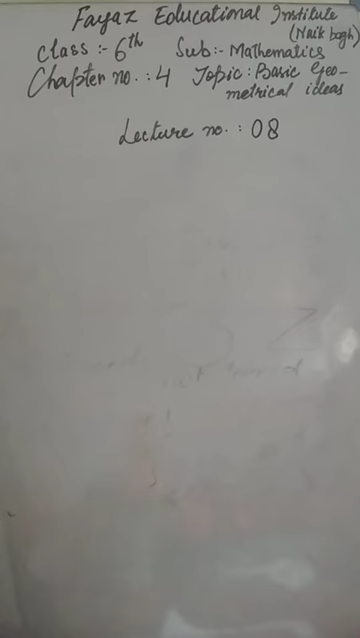 Fayaz Educational Institute
(Naik bagh)
Class :- 6th Sub:- Mathematics
Chapter no. : 4 Topic : Basic Geo-
metrical ideas
Lecture no. : 08